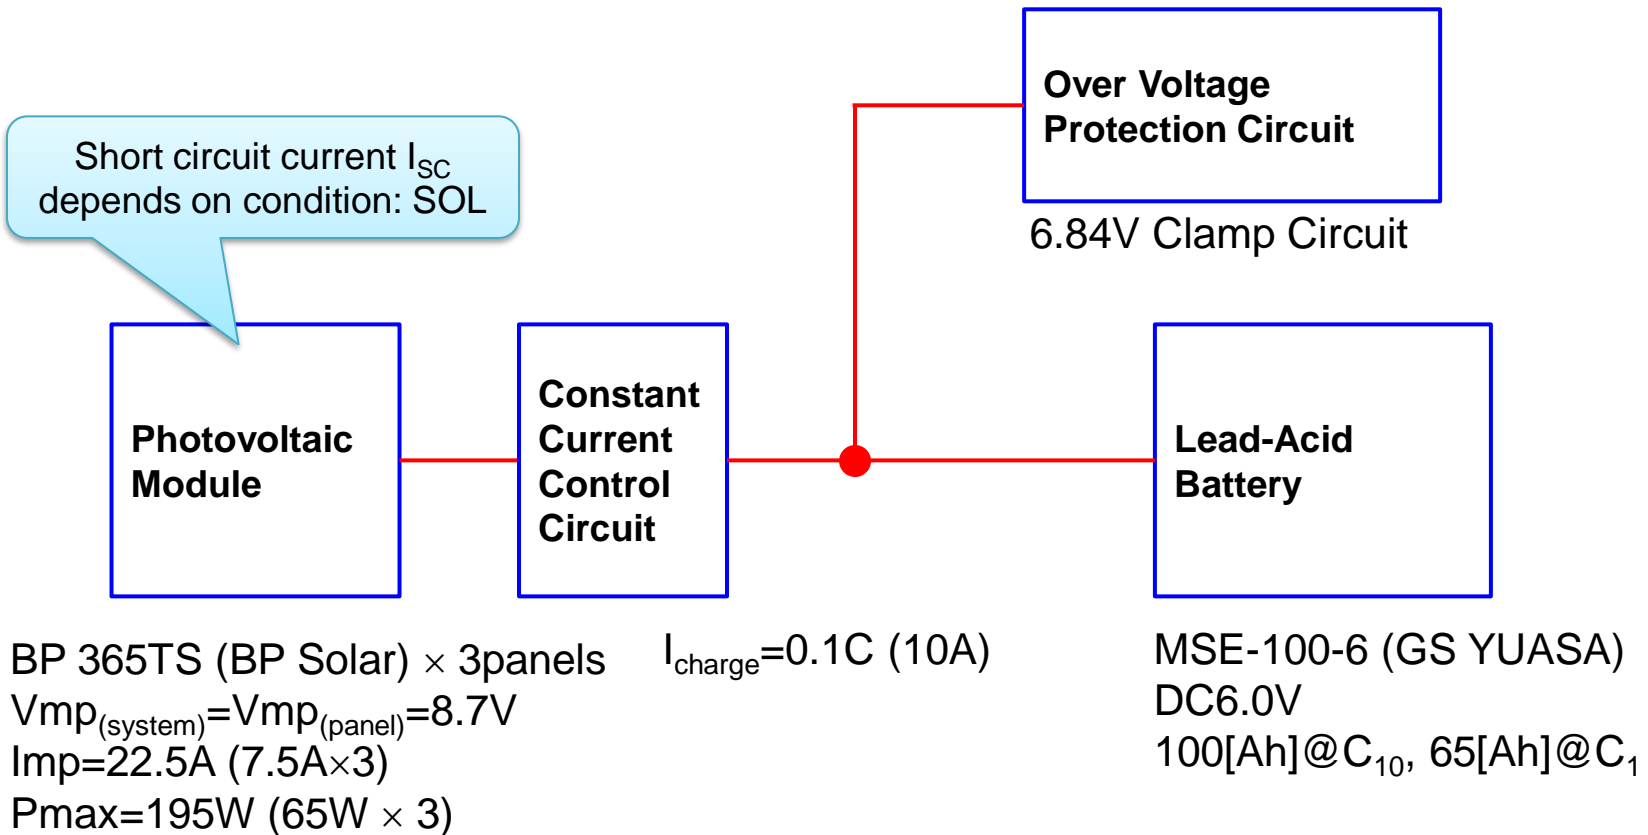 Over Voltage
Protection Circuit
6.84V Clamp Circuit
Short circuit current I_SC
depends on condition: SOL
Photovoltaic
Module
Constant
Current
Control
Circuit
Lead-Acid
Battery
BP 365TS (BP Solar) × 3panels
Vmp(system)=Vmp(panel)=8.7V
Imp=22.5A (7.5A×3)
Pmax=195W (65W × 3)
Icharge=0.1C (10A)
MSE-100-6 (GS YUASA)
DC6.0V
100[Ah]@C10, 65[Ah]@C1